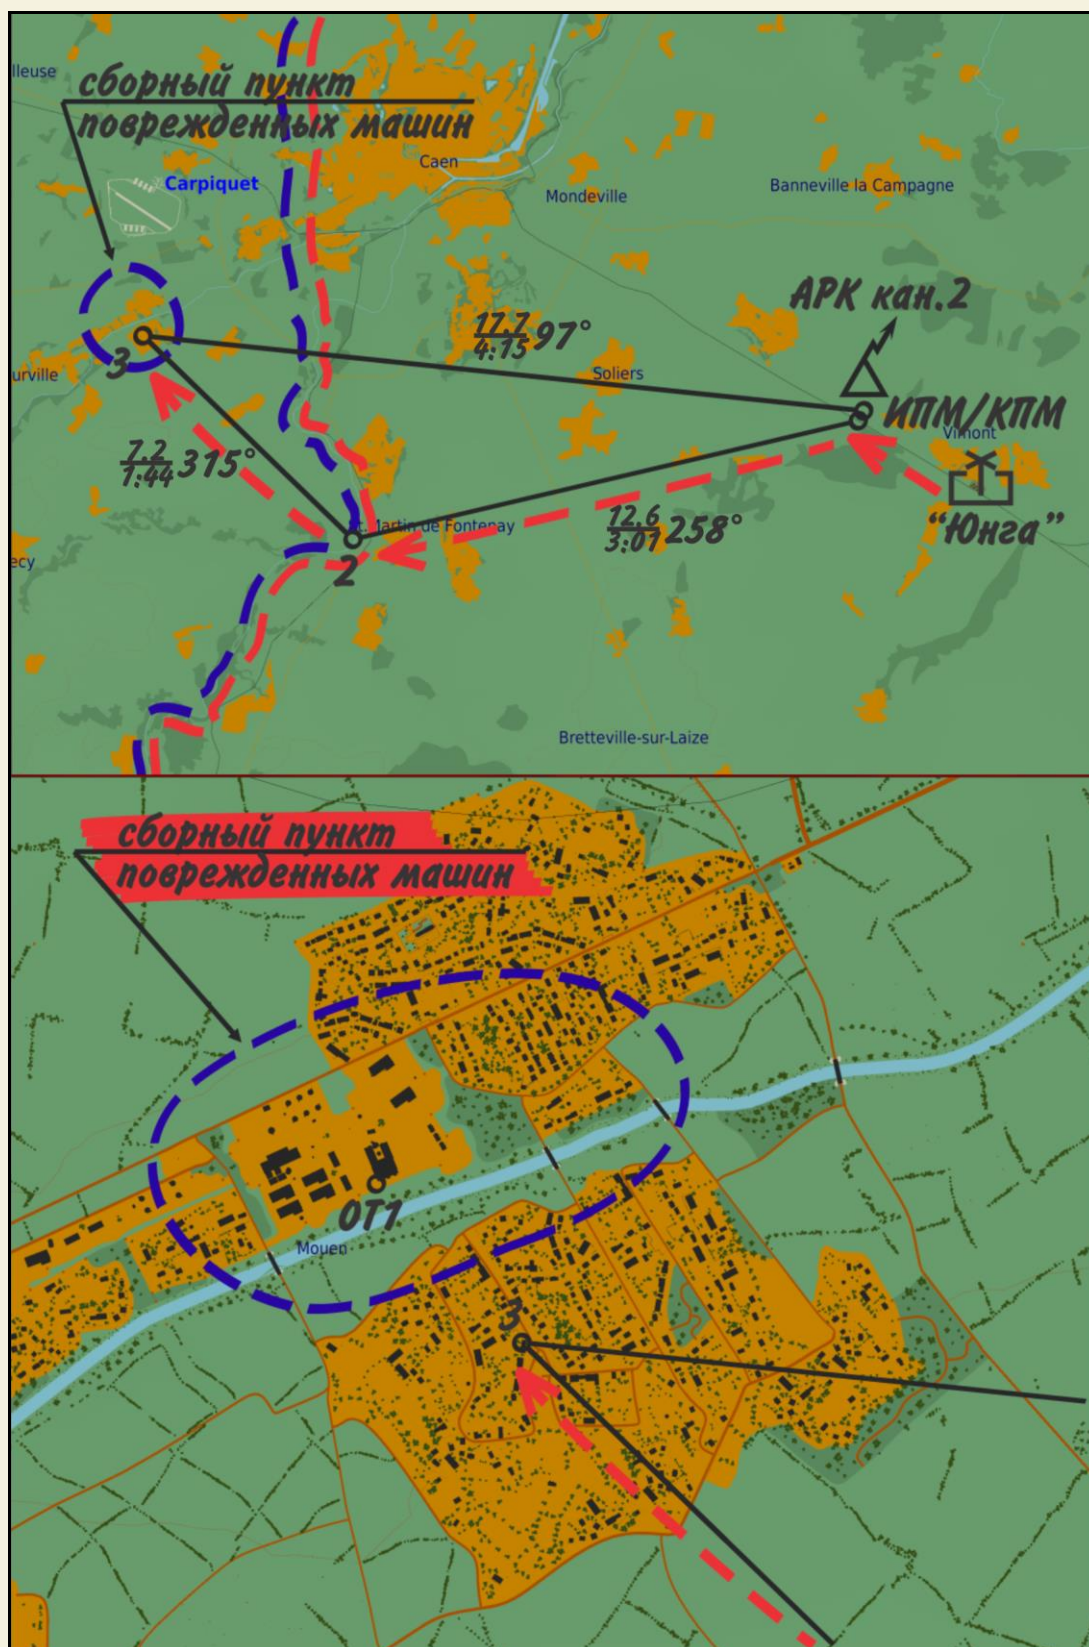 lleuse
сборный пункт
поврежденных машин
Caen
Carpiquet
Mondeville
Banneville la Campagne
АРК кан.2
17.7
4:15 97°
3
urville
Soliers
ИПМ/КПМ
Vimont
7.2
1:44 315°
St. Martin de Fontenay
12.6
3:01 258°
“Юнга”
ecy
2
Bretteville-sur-Laize
сборный пункт
поврежденных машин
ОТ1
Mouen
3